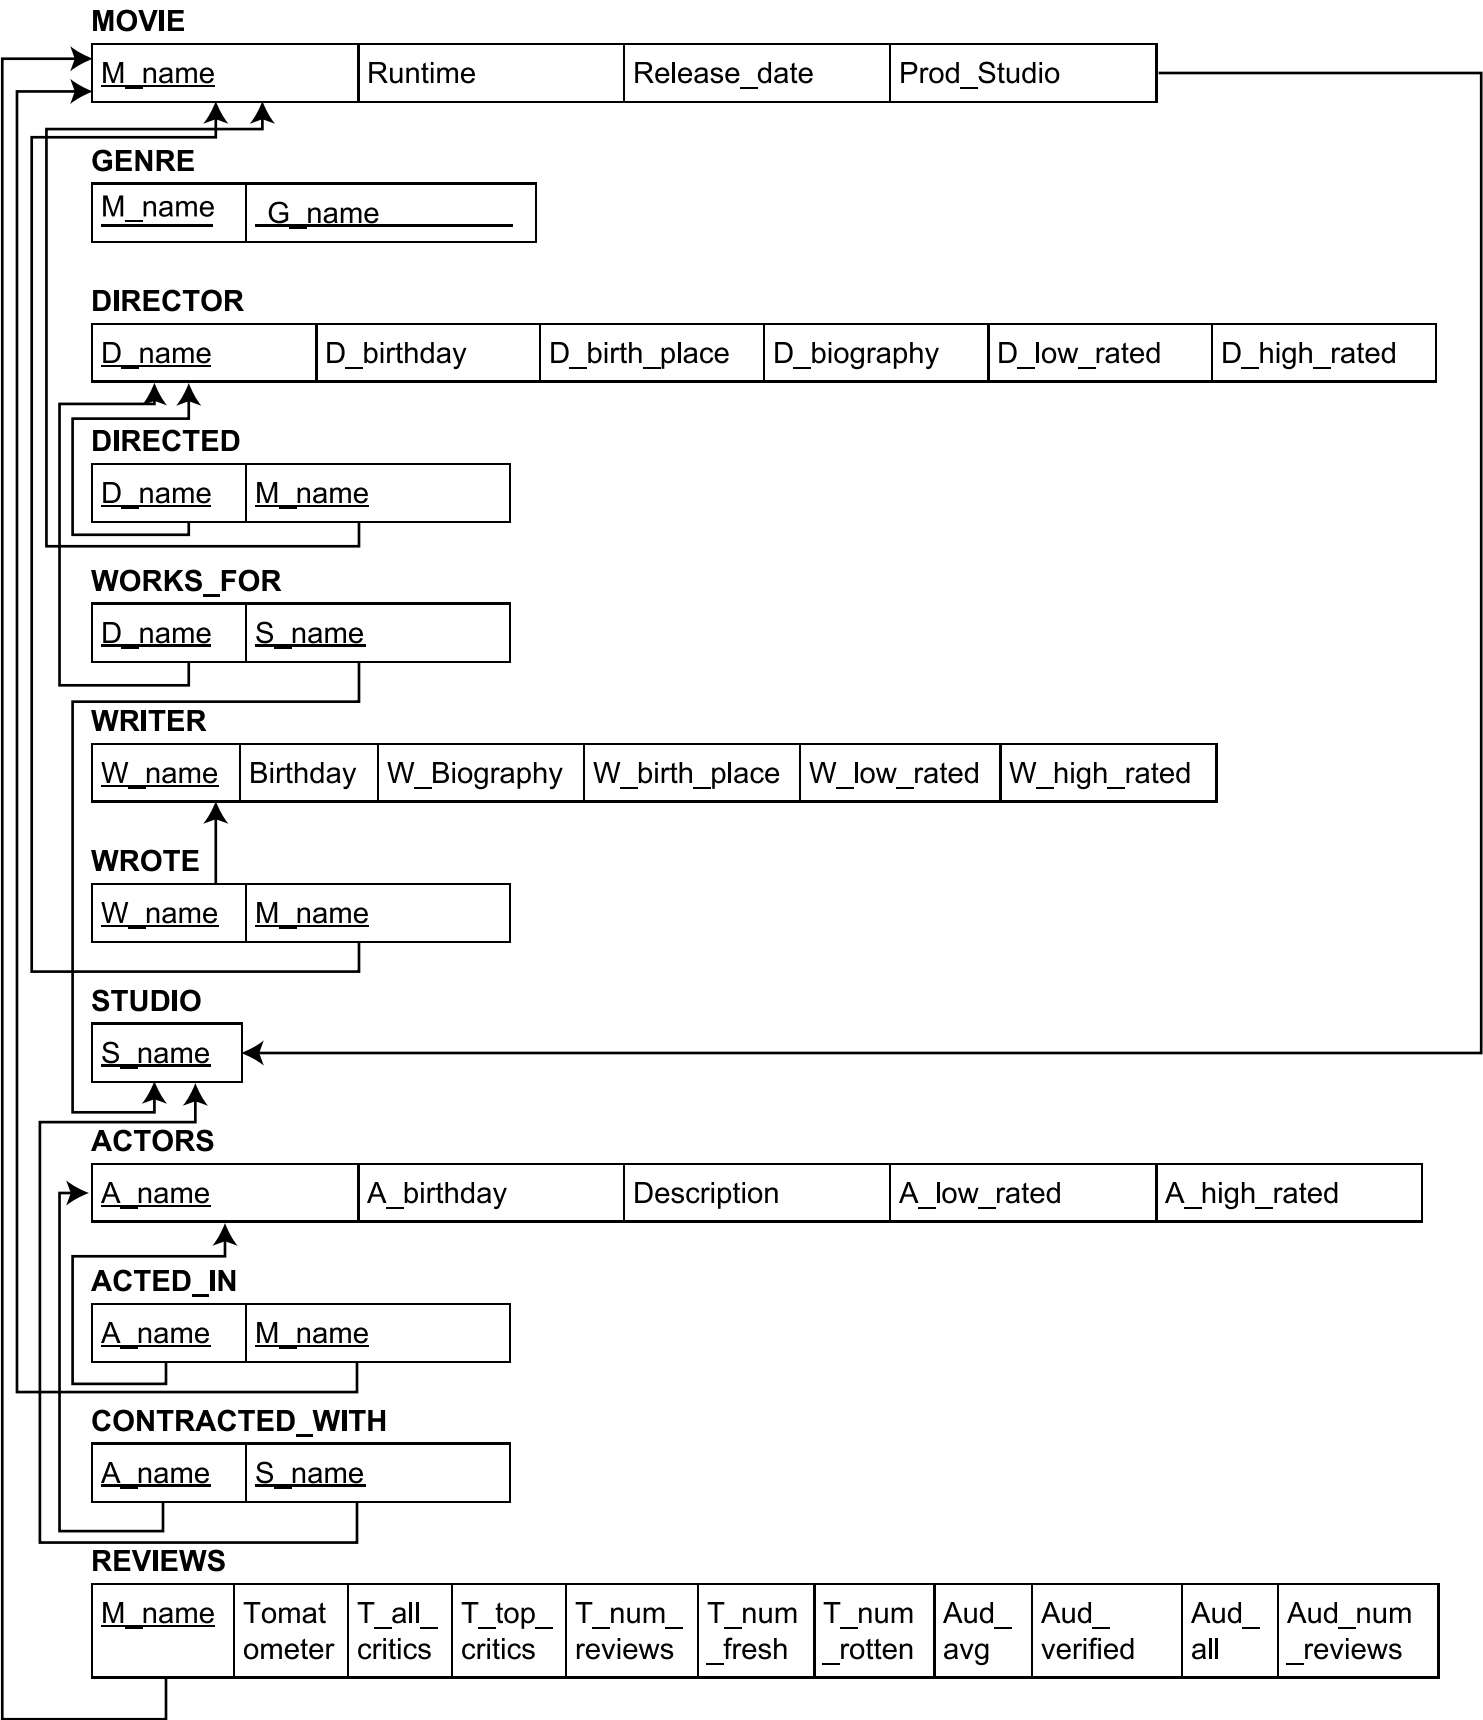 MOVIE
M_name Runtime Release_date Prod_Studio
GENRE
M_name G_name
DIRECTOR
D_name D_birthday D_birth_place D_biography D_low_rated D_high_rated
DIRECTED
D_name M_name
WORKS_FOR
D_name S_name
WRITER
W_name Birthday W_Biography W_birth_place W_low_rated W_high_rated
WROTE
W_name M_name
STUDIO
S_name
ACTORS
A_name A_birthday Description A_low_rated A_high_rated
ACTED_IN
A_name M_name
CONTRACTED_WITH
A_name S_name
REVIEWS
M_name Tomat T_all_ T_top_ T_num_ T_num T_num Aud_ Aud_ Aud_ Aud_num
ometer critics critics reviews _fresh _rotten avg verified all _reviews